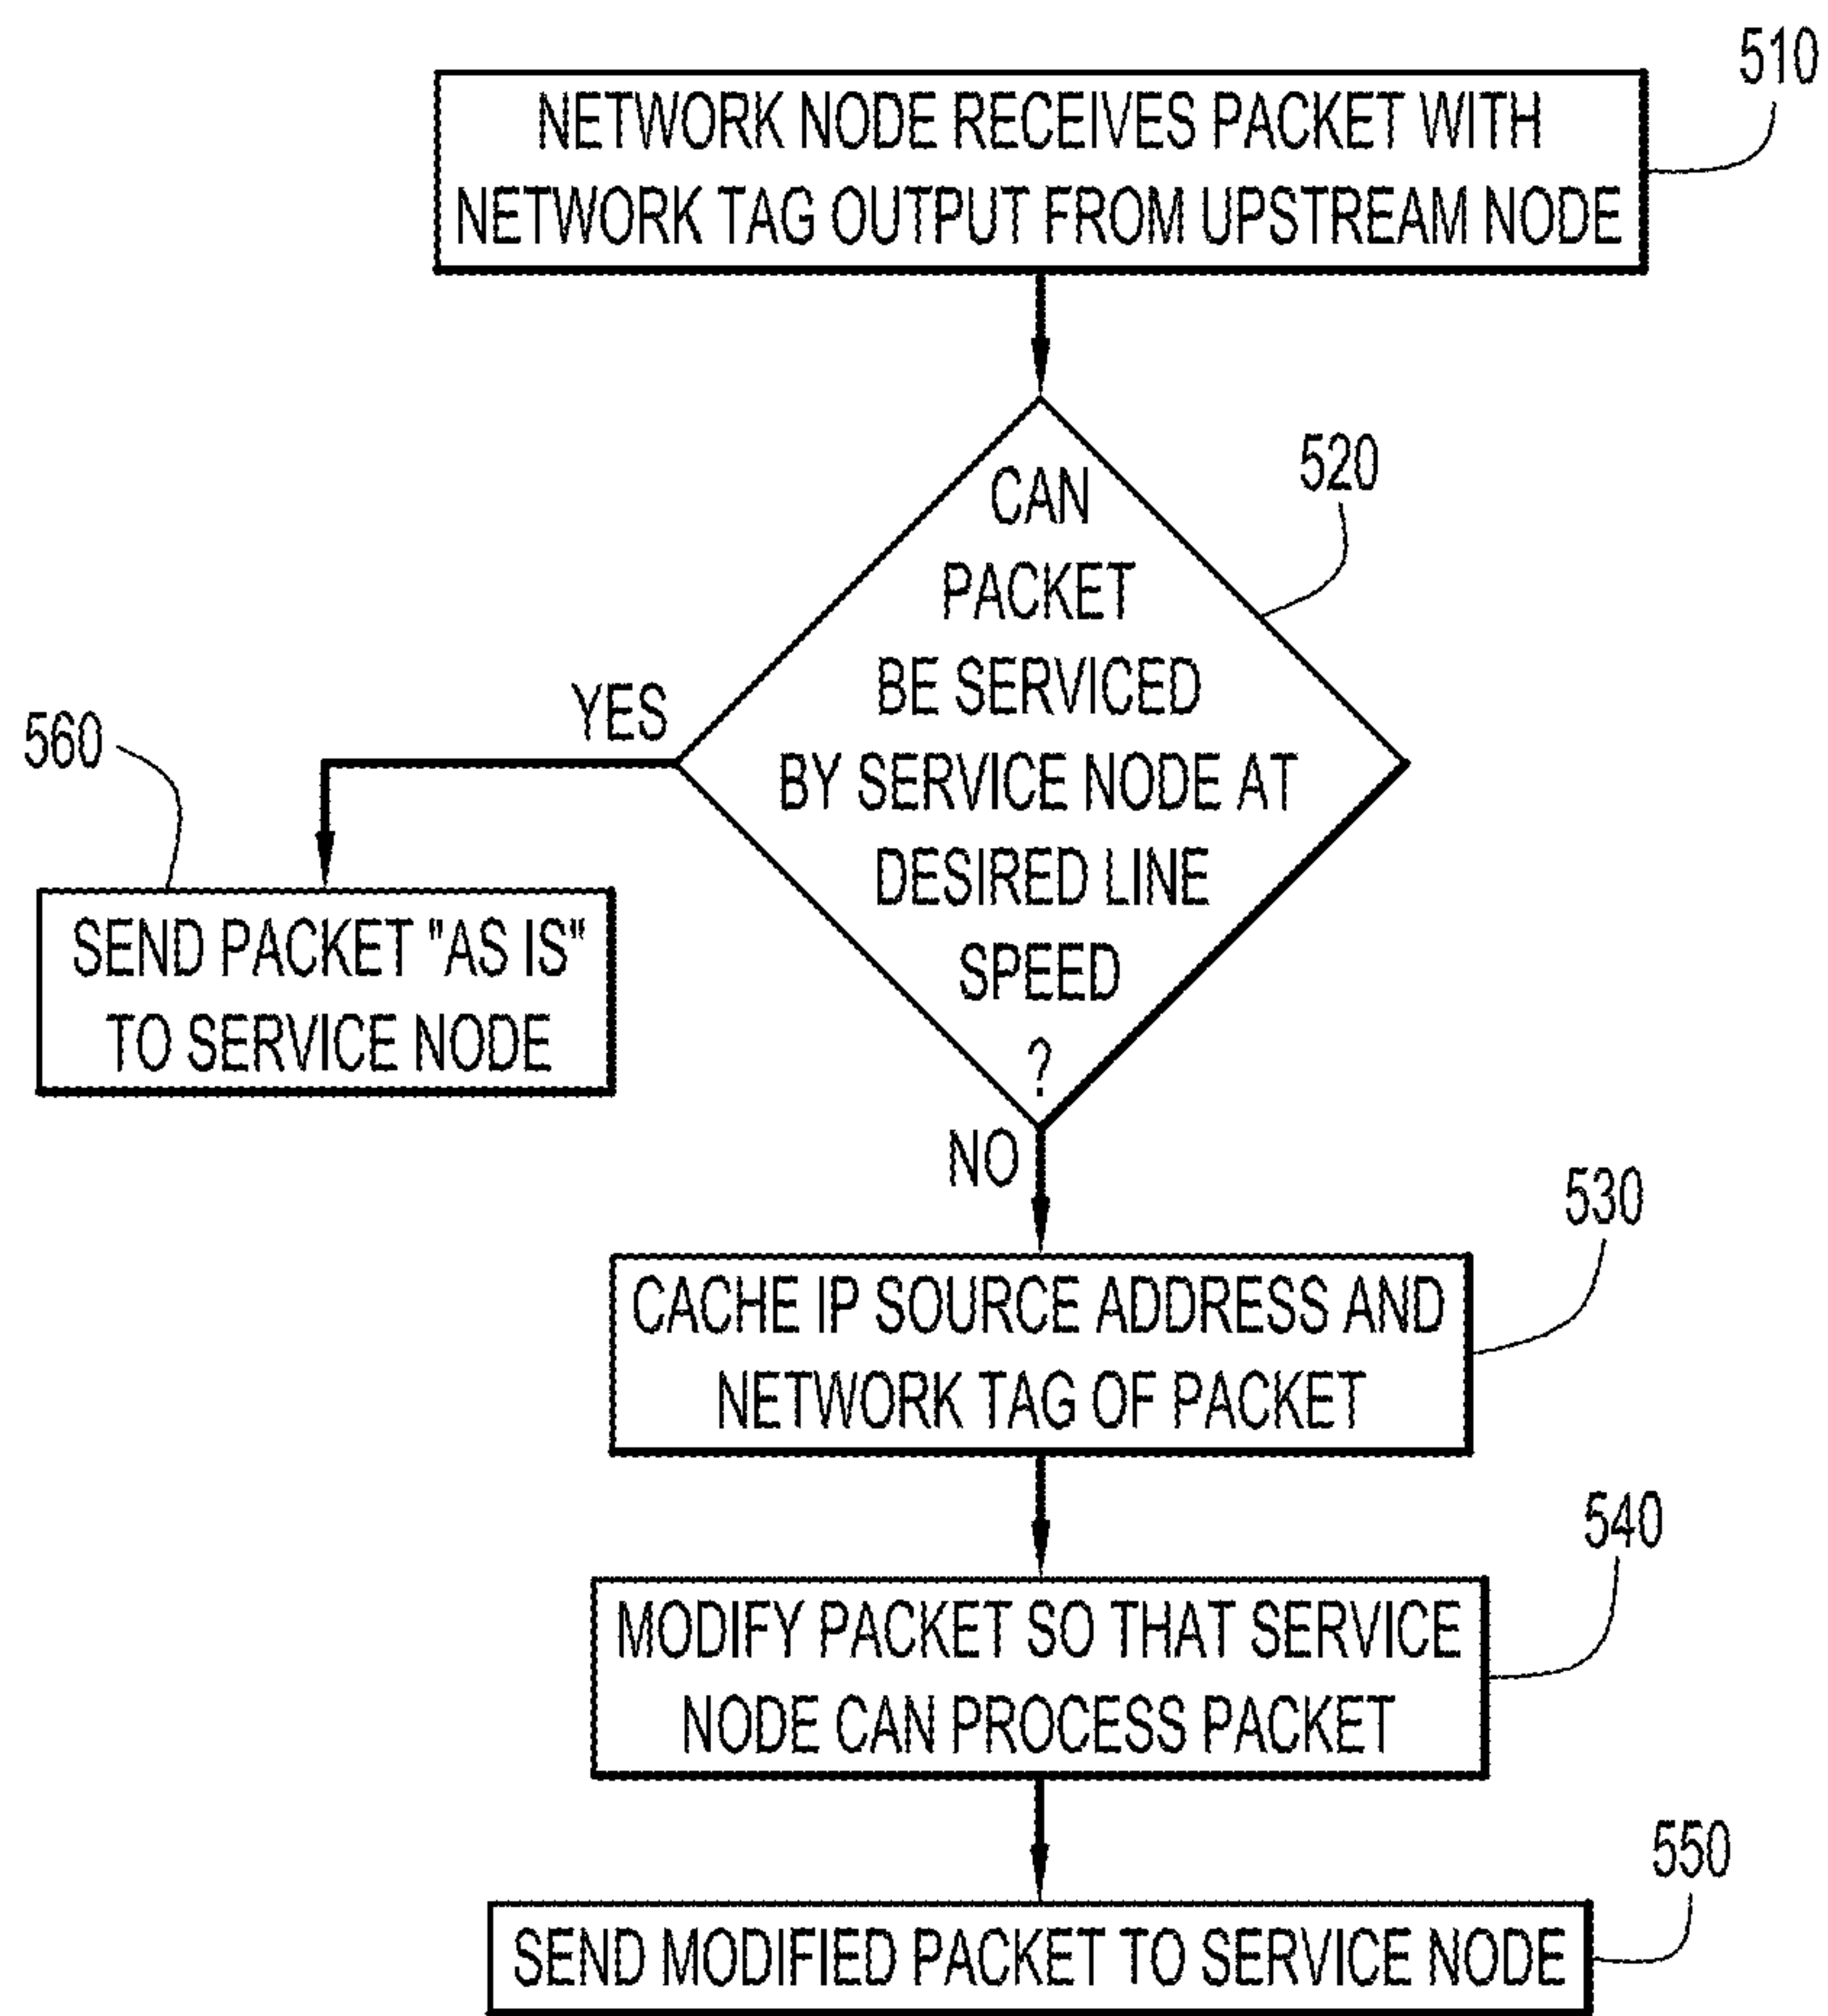 510
NETWORK NODE RECEIVES PACKET WITH
NETWORK TAG OUTPUT FROM UPSTREAM NODE
520
CAN
PACKET
BE SERVICED
BY SERVICE NODE AT
DESIRED LINE
SPEED
?
YES
560
SEND PACKET "AS IS"
TO SERVICE NODE
NO
530
CACHE IP SOURCE ADDRESS AND
NETWORK TAG OF PACKET
540
MODIFY PACKET SO THAT SERVICE
NODE CAN PROCESS PACKET
550
SEND MODIFIED PACKET TO SERVICE NODE